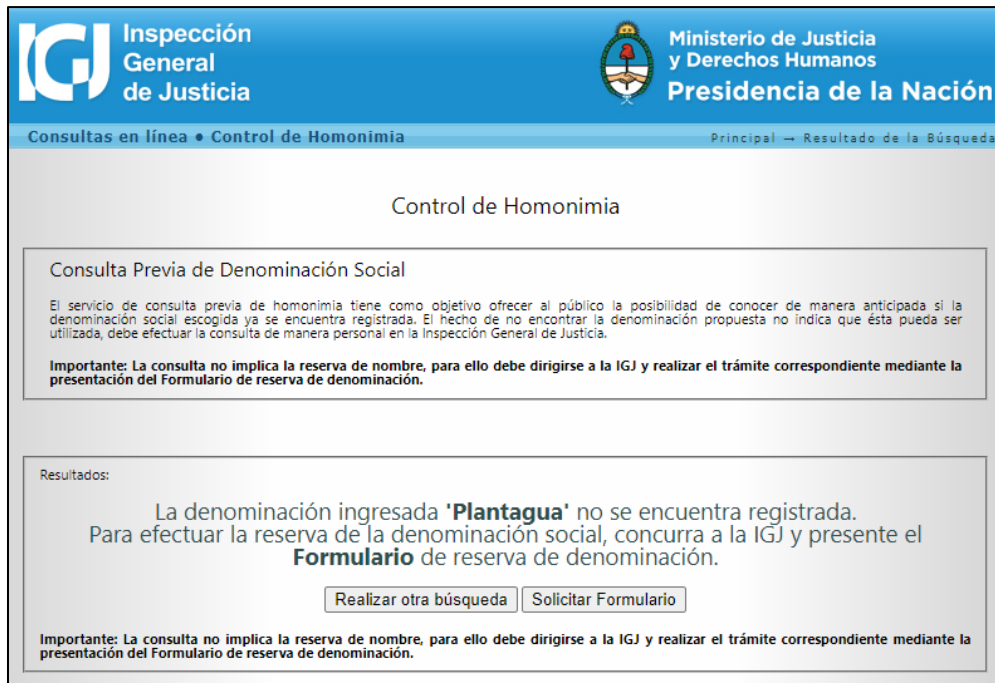 IGJ
Inspección
General
de Justicia
Ministerio de Justicia
y Derechos Humanos
Presidencia de la Nación
Consultas en línea • Control de Homonimia
Principal → Resultado de la Búsqueda
Control de Homonimia
Consulta Previa de Denominación Social
El servicio de consulta previa de homonimia tiene como objetivo ofrecer al público la posibilidad de conocer de manera anticipada si la
denominación social escogida ya se encuentra registrada. El hecho de no encontrar la denominación propuesta no indica que ésta pueda ser
utilizada, debe efectuar la consulta de manera personal en la Inspección General de Justicia.
Importante: La consulta no implica la reserva de nombre, para ello debe dirigirse a la IGJ y realizar el trámite correspondiente mediante la
presentación del Formulario de reserva de denominación.
Resultados:
La denominación ingresada 'Plantagua' no se encuentra registrada.
Para efectuar la reserva de la denominación social, concurra a la IGJ y presente el
Formulario de reserva de denominación.
Realizar otra búsqueda Solicitar Formulario
Importante: La consulta no implica la reserva de nombre, para ello debe dirigirse a la IGJ y realizar el trámite correspondiente mediante la
presentación del Formulario de reserva de denominación.